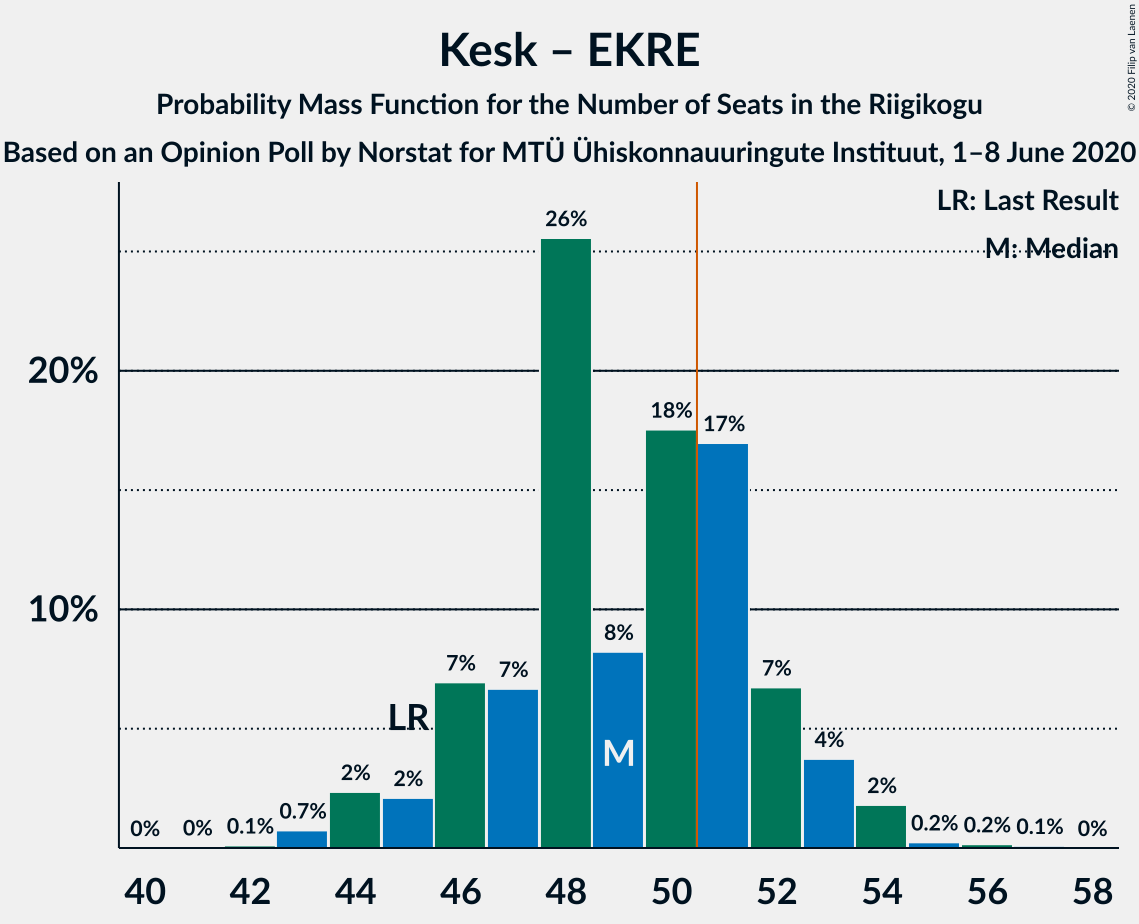 Kesk – EKRE
Probability Mass Function for the Number of Seats in the Riigikogu
Based on an Opinion Poll by Norstat for MTÜ Ühiskonnauuringute Instituut, 1–8 June 2020
© 2020 Filip van Laenen
LR: Last Result
M: Median
26%
20%
18%
17%
10%
8%
7%
7%
7%
LR
M
4%
2%
2%
2%
0.7%
0%
0%
0.1%
0.2%
0.2%
0.1%
0%
40 42 44 46 48 50 52 54 56 58